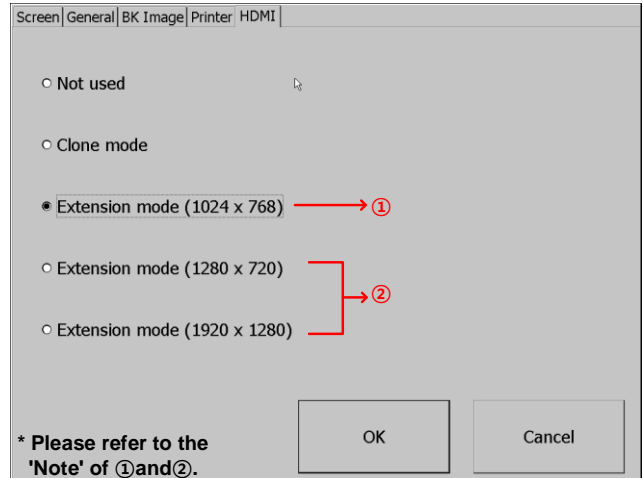 Screen General BK Image Printer HDMI
Not used
Clone mode
Extension mode (1024 x 768) ①
Extension mode (1280 x 720)
②
Extension mode (1920 x 1280)
OK Cancel
* Please refer to the
'Note' of ①and②.